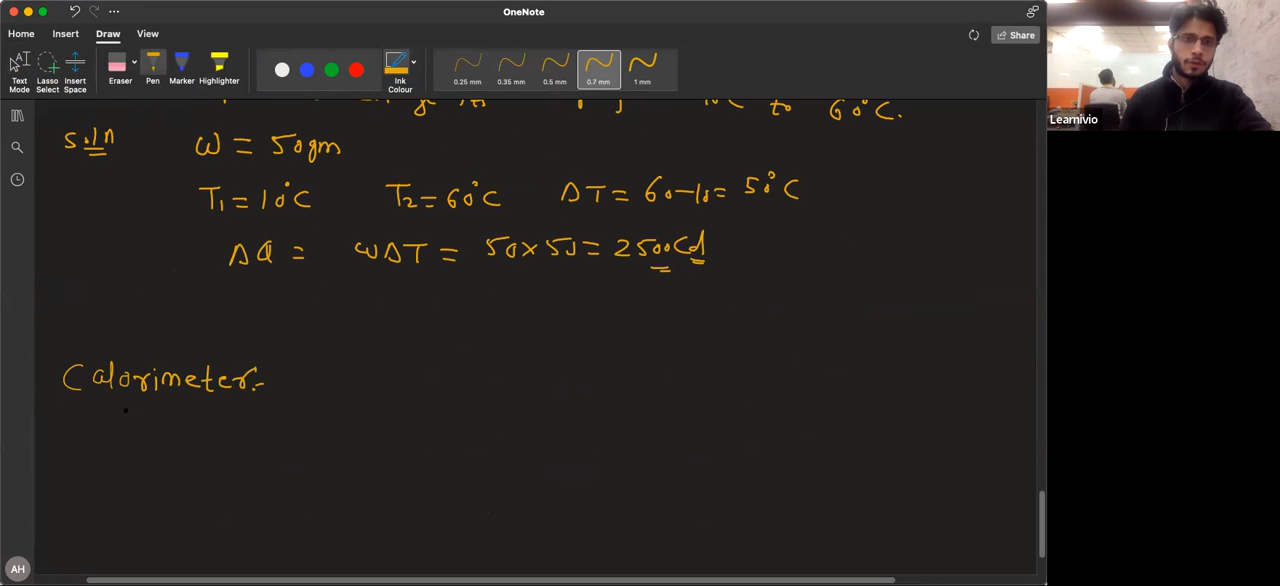 OneNote
Home Insert Draw View
Share
Text Mode Lasso Select Insert Space Eraser Pen Marker Highlighter Ink Colour 0.25 mm 0.35 mm 0.5 mm 0.7 mm 1 mm
Learnivio
10°C to 60°C.
Soln W = 50gm
T₁ = 10°C T₂ = 60°C ΔT = 60-10 = 50°C
ΔQ = WΔT = 50×50 = 2500Cal
Calorimeter:-
AH